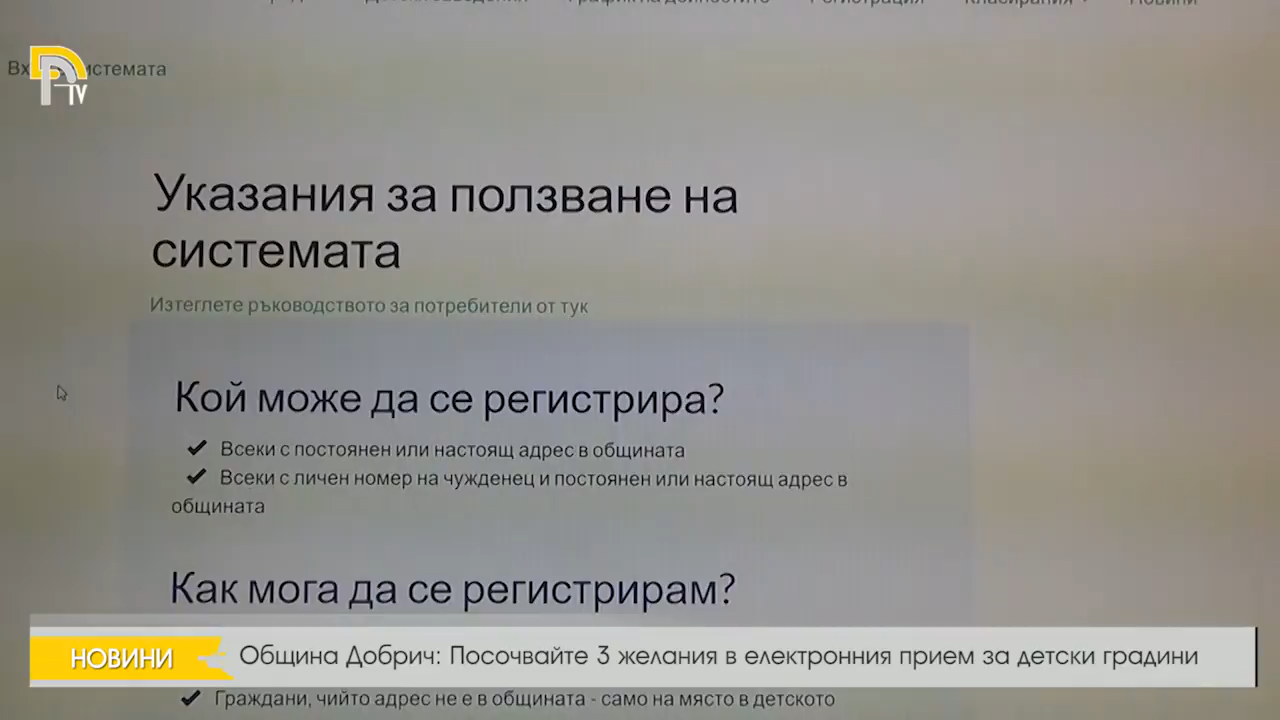 Регистрация
Новини
системата
TV
Указания за ползване на
системата
Изтеглете ръководството за потребители от тук
Кой може да се регистрира?
✔ Всеки с постоянен или настоящ адрес в общината
✔ Всеки с личен номер на чужденец и постоянен или настоящ адрес в
общината
Как мога да се регистрирам?
НОВИНИ
Община Добрич: Посочвайте 3 желания в електронния прием за детски градини
✔ Граждани, чийто адрес не е в общината - само на място в детското